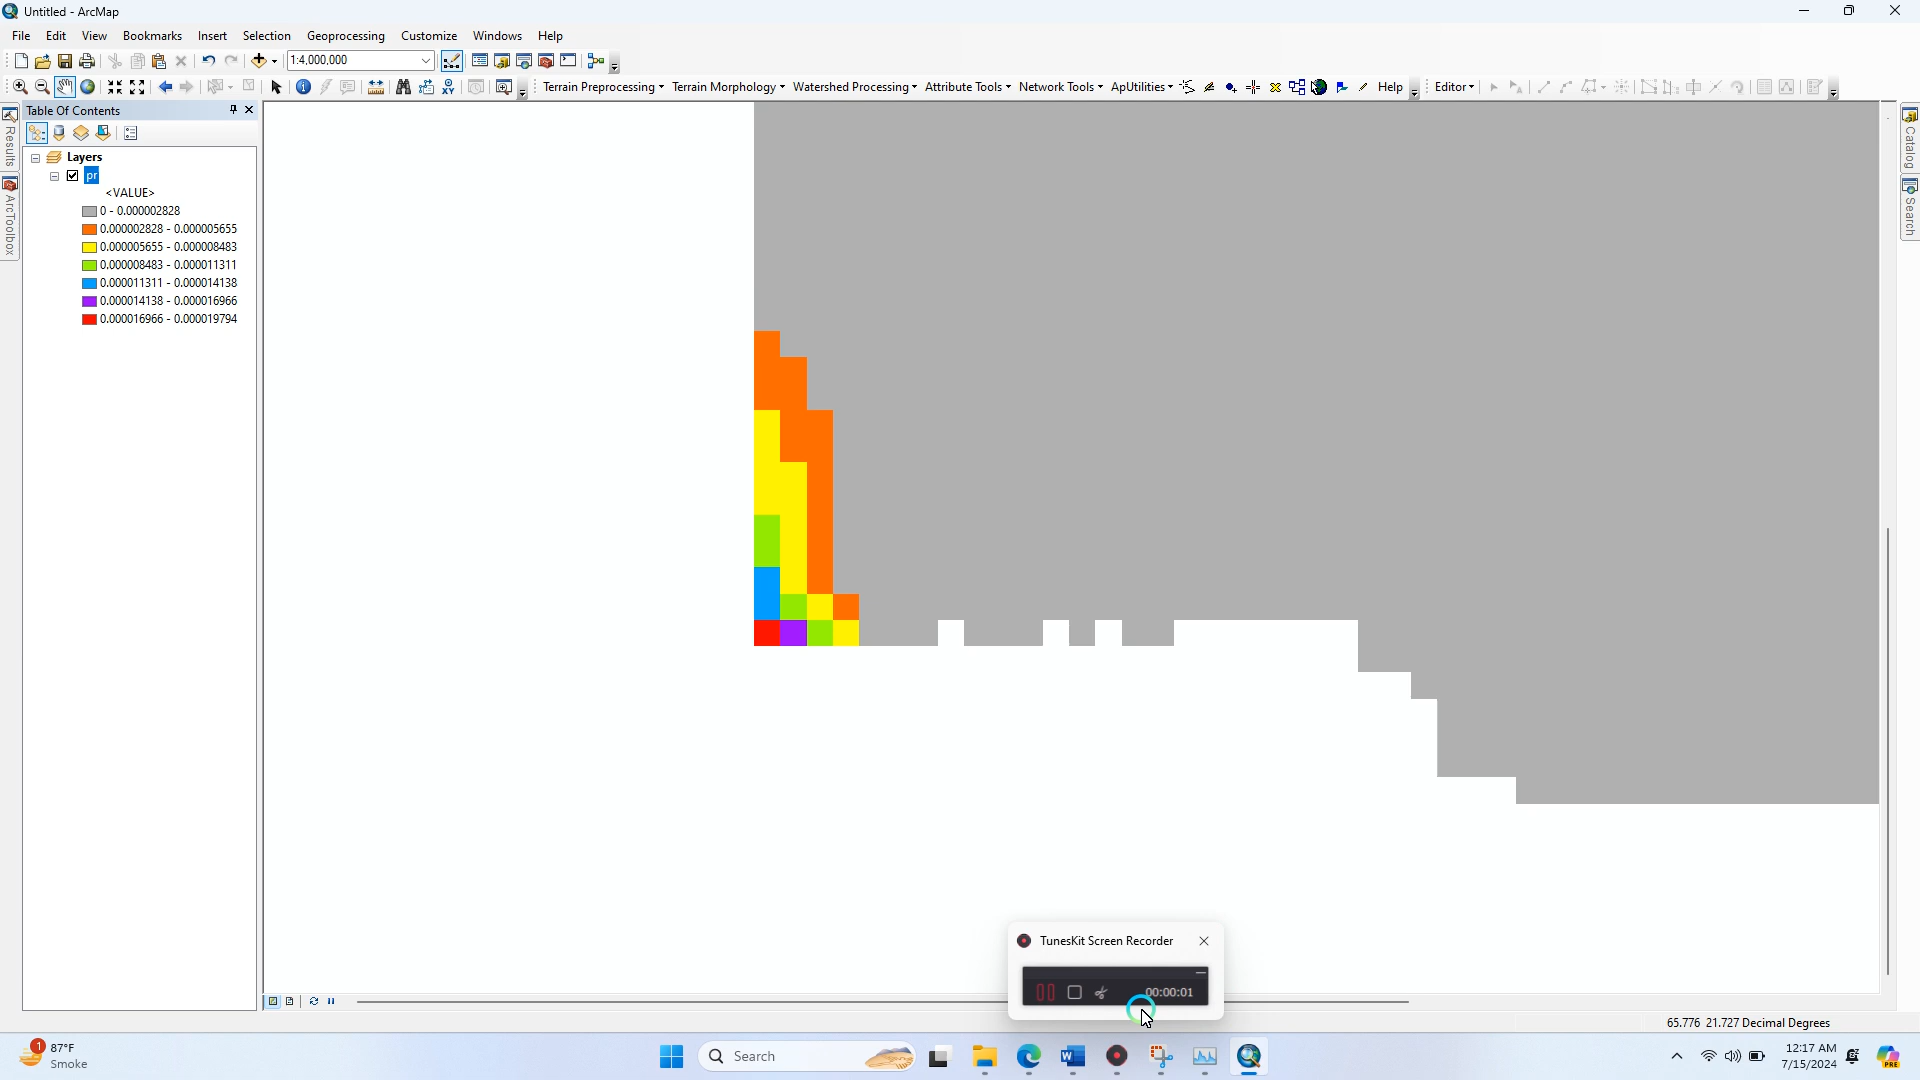 Untitled - ArcMap
File Edit View Bookmarks Insert Selection Geoprocessing Customize Windows Help
1:4,000,000
Terrain Preprocessing Terrain Morphology Watershed Processing Attribute Tools Network Tools ApUtilities Help Editor
Table Of Contents
Results
ArcToolbox
Layers
pr
<VALUE>
0 - 0.000002828
0.000002828 - 0.000005655
0.000005655 - 0.000008483
0.000008483 - 0.000011311
0.000011311 - 0.000014138
0.000014138 - 0.000016966
0.000016966 - 0.000019794
Catalog
Search
TunesKit Screen Recorder
00:00:01
65.776 21.727 Decimal Degrees
1
87°F
Smoke
Search
12:17 AM
7/15/2024
PRE